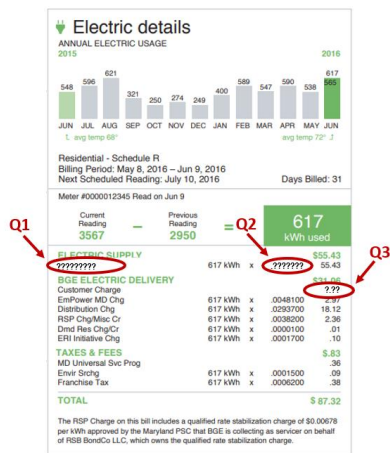 Electric details
ANNUAL ELECTRIC USAGE
2015 2016
548 596 621 321 250 274 249 400 589 547 590 538 617
565
JUN JUL AUG SEP OCT NOV DEC JAN FEB MAR APR MAY JUN
avg temp 68° avg temp 72°
Residential - Schedule R
Billing Period: May 8, 2016 – Jun 9, 2016
Next Scheduled Reading: July 10, 2016 Days Billed: 31
Meter #0000012345 Read on Jun 9
Current Reading 3567 – Previous Reading 2950 = 617 kWh used
Q1 Q2 Q3
ELECTRIC SUPPLY $55.43
????????? 617 kWh x .??????? 55.43
BGE ELECTRIC DELIVERY $31.06
Customer Charge ?.??
EmPower MD Chg 617 kWh x .0048100 2.97
Distribution Chg 617 kWh x .0293700 18.12
RSP Chg/Misc Cr 617 kWh x .0038200 2.36
Dmd Res Chg/Cr 617 kWh x .0000100 .01
ERI Initiative Chg 617 kWh x .0001700 .10
TAXES & FEES $.83
MD Universal Svc Prog .36
Envir Srchg 617 kWh x .0001500 .09
Franchise Tax 617 kWh x .0006200 .38
TOTAL $ 87.32
The RSP Charge on this bill includes a qualified rate stabilization charge of $0.00678
per kWh approved by the Maryland PSC that BGE is collecting as servicer on behalf
of RSB BondCo LLC, which owns the qualified rate stabilization charge.